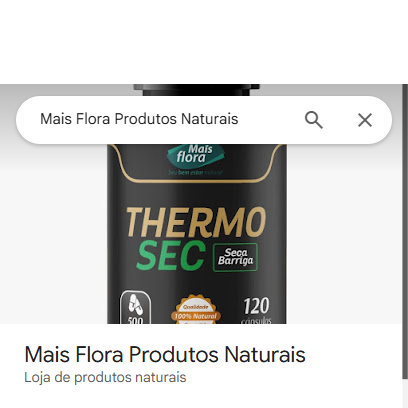 Mais Flora Produtos Naturais
Mais
flora
THERMO
SEC
Seca
Barriga
500
Qualidade
100% Natural
120
cápsulas
Mais Flora Produtos Naturais
Loja de produtos naturais